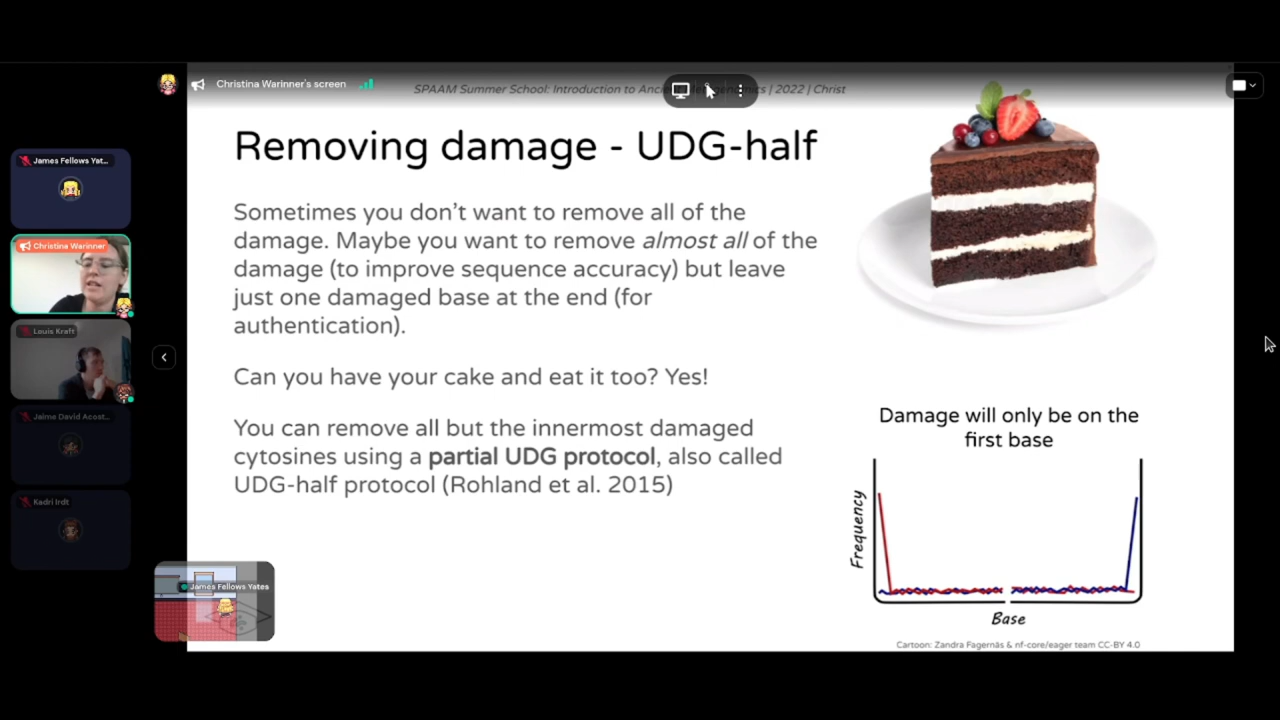 Christina Warinner's screen
SPAAM Summer School: Introduction to Ancient Metagenomics | 2022 | Christ
James Fellows Yat...
Christina Warinner
Louis Kraft
Jaime David Acost...
Kadri Irdt
James Fellows Yates
Removing damage - UDG-half
Sometimes you don't want to remove all of the
damage. Maybe you want to remove almost all of the
damage (to improve sequence accuracy) but leave
just one damaged base at the end (for
authentication).
Can you have your cake and eat it too? Yes!
You can remove all but the innermost damaged
cytosines using a partial UDG protocol, also called
UDG-half protocol (Rohland et al. 2015)
Damage will only be on the
first base
Frequency
Base
Cartoon: Zandra Fagernäs & nf-core/eager team CC-BY 4.0